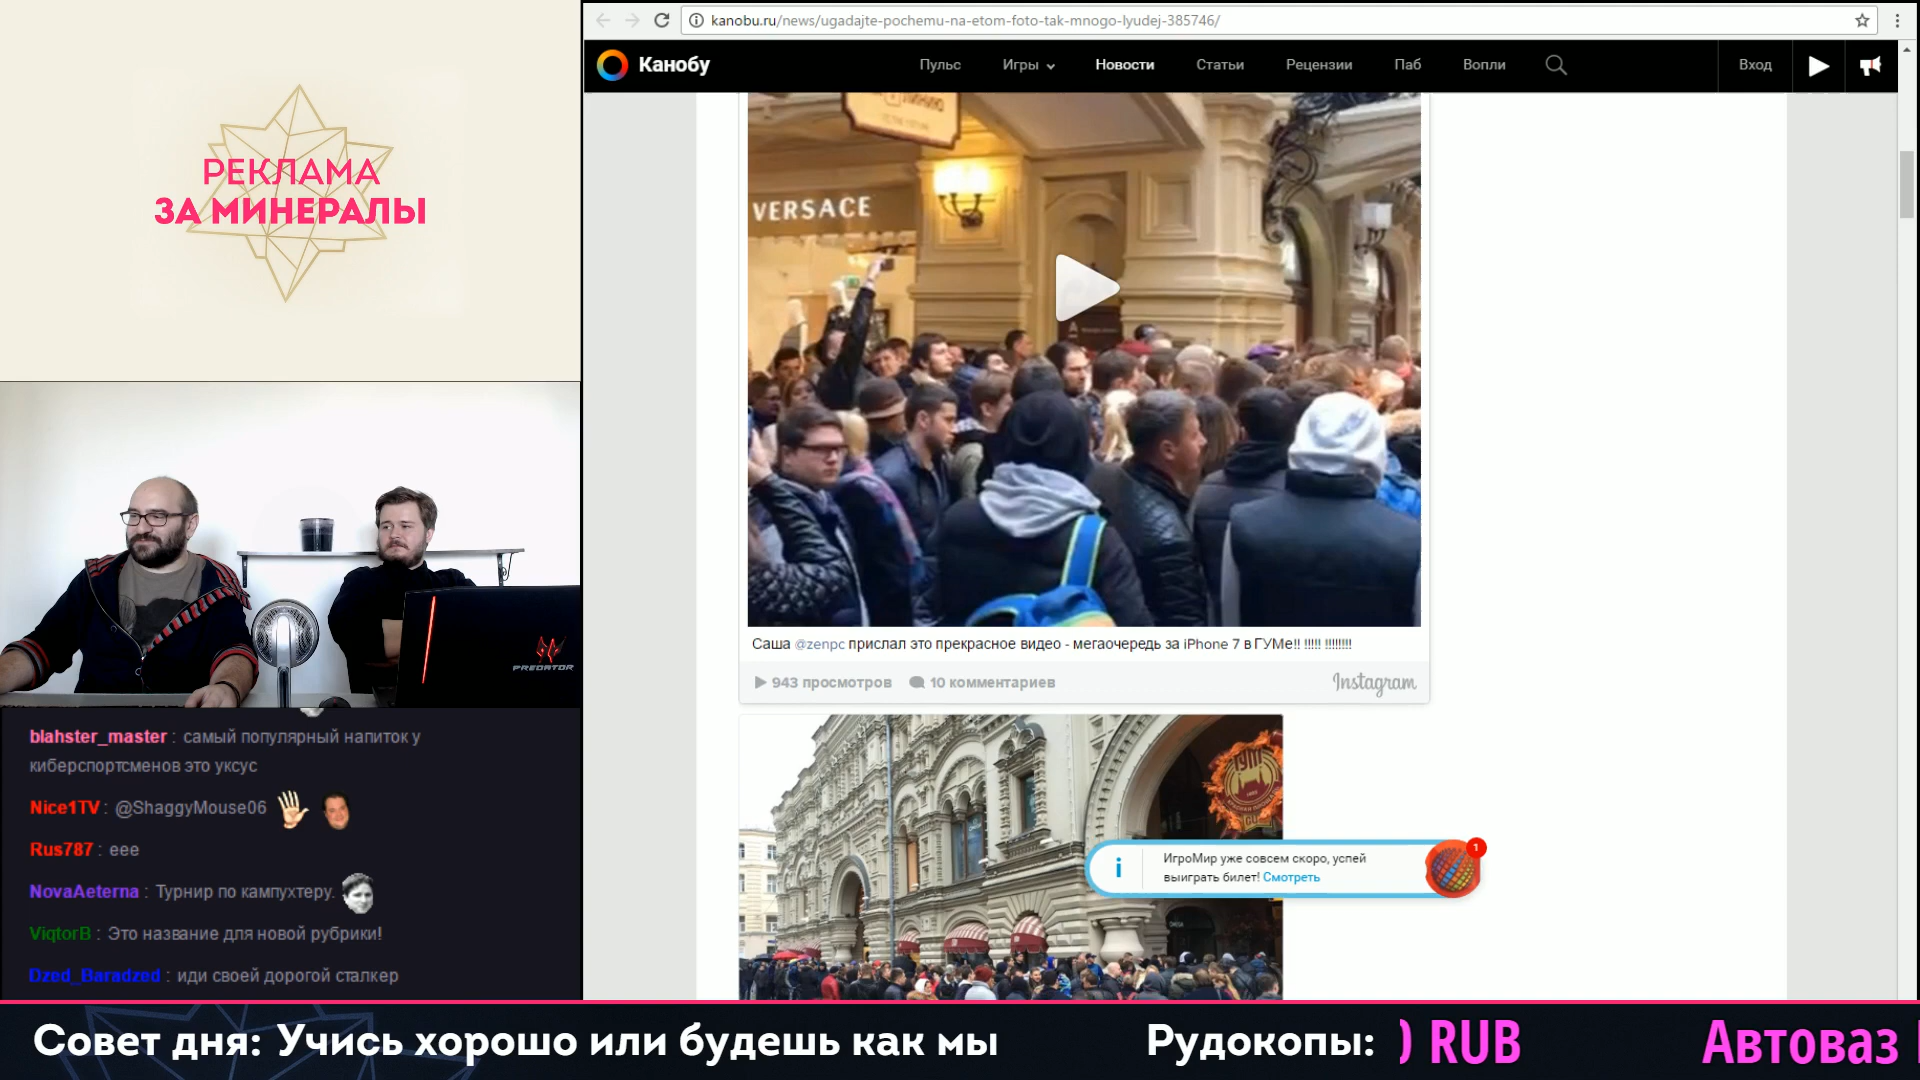 kanobu.ru/news/ugadajte-pochemu-na-etom-foto-tak-mnogo-lyudej-385746/
Канобу
Пульс
Игры
Новости
Статьи
Рецензии
Паб
Вопли
Вход
РЕКЛАМА
ЗА МИНЕРАЛЫ
VERSACE
Саша @zenpc прислал это прекрасное видео - мегаочередь за iPhone 7 в ГУМе!! !!!!! !!!!!!!!
943 просмотров
10 комментариев
Instagram
PREDATOR
blahster_master : самый популярный напиток у
киберспортсменов это уксус
Nice1TV : @ShaggyMouse06
Rus787 : еее
NovaAeterna : Турнир по кампухтеру.
ViqtorB : Это название для новой рубрики!
Dzed_Baradzed : иди своей дорогой сталкер
ГУМ
i
ИгроМир уже совсем скоро, успей
выиграть билет! Смотреть
1
Совет дня: Учись хорошо или будешь как мы
Рудокопы:
) RUB
Автоваз